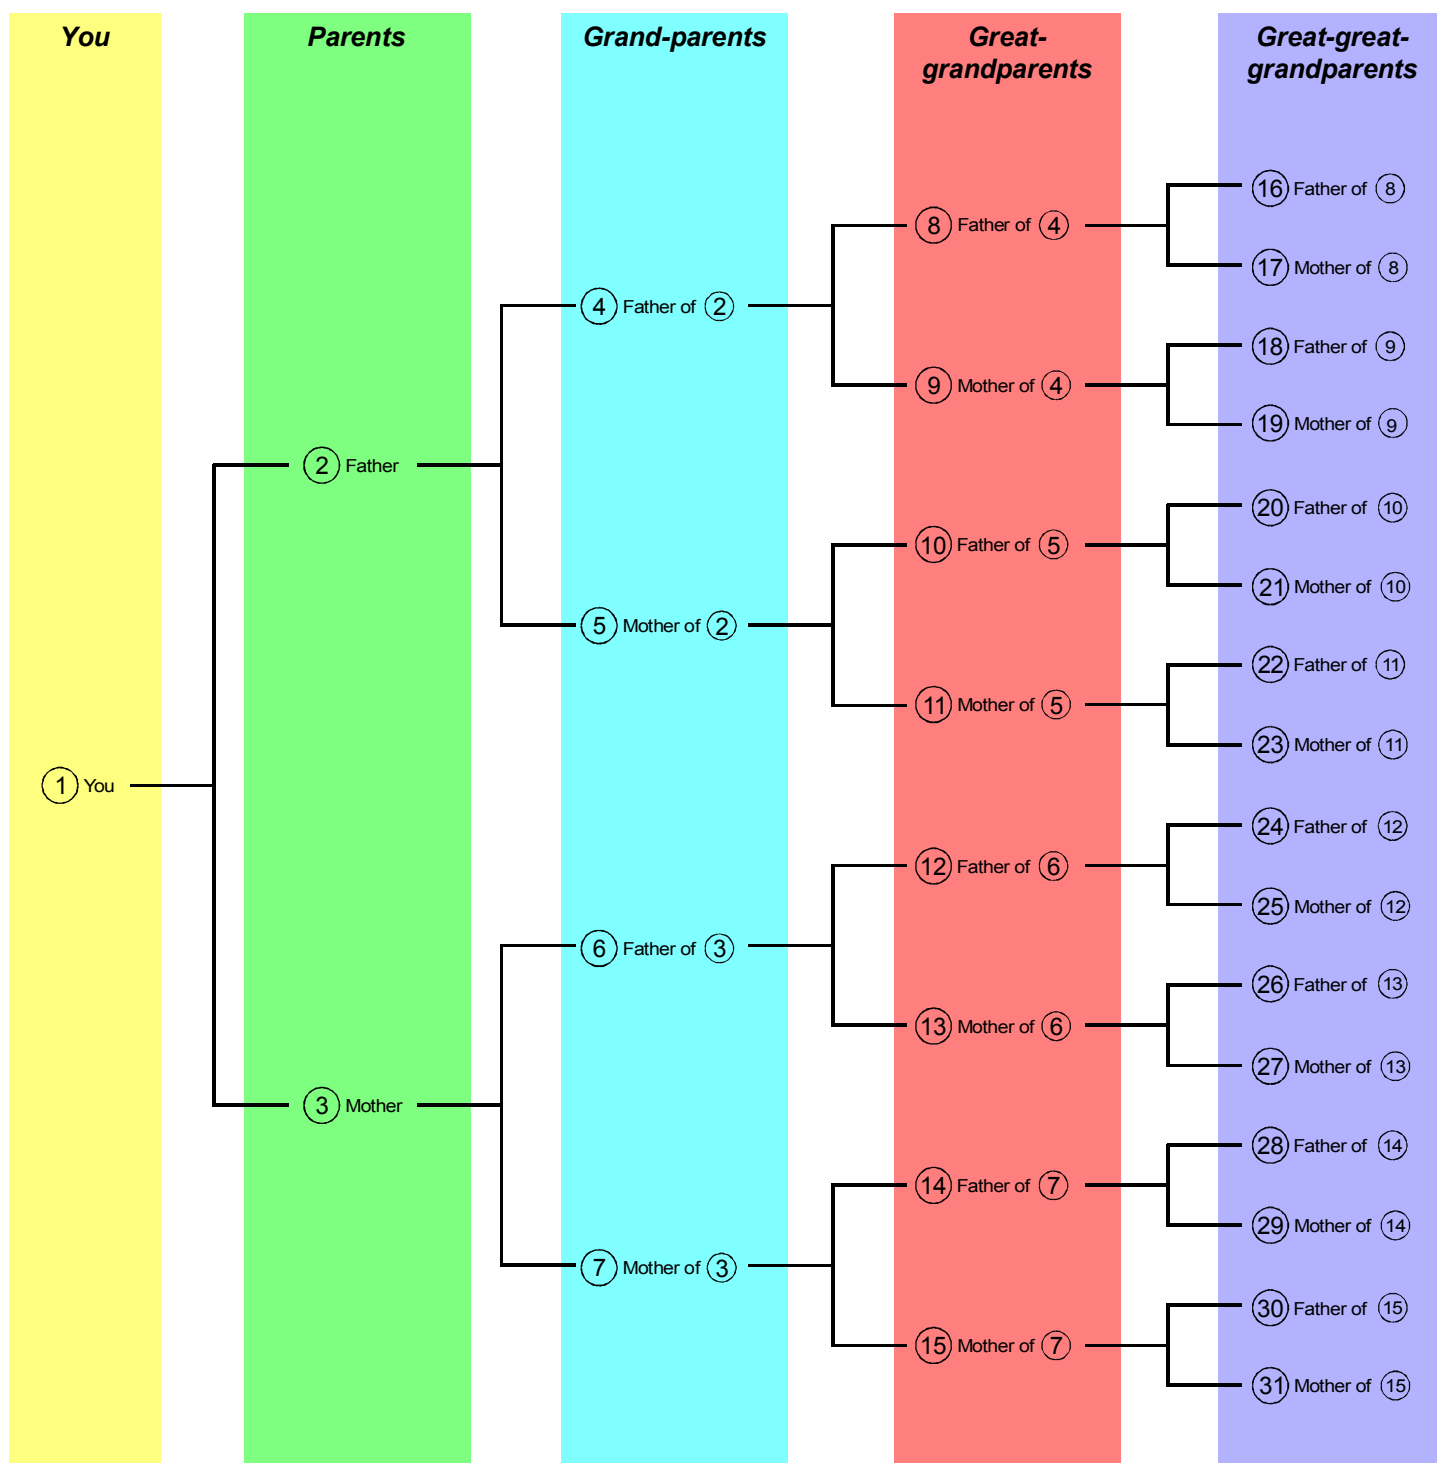 You
Parents
Grand-parents
Great-
grandparents
Great-great-
grandparents
1 You
2 Father
3 Mother
4 Father of 2
5 Mother of 2
6 Father of 3
7 Mother of 3
8 Father of 4
9 Mother of 4
10 Father of 5
11 Mother of 5
12 Father of 6
13 Mother of 6
14 Father of 7
15 Mother of 7
16 Father of 8
17 Mother of 8
18 Father of 9
19 Mother of 9
20 Father of 10
21 Mother of 10
22 Father of 11
23 Mother of 11
24 Father of 12
25 Mother of 12
26 Father of 13
27 Mother of 13
28 Father of 14
29 Mother of 14
30 Father of 15
31 Mother of 15